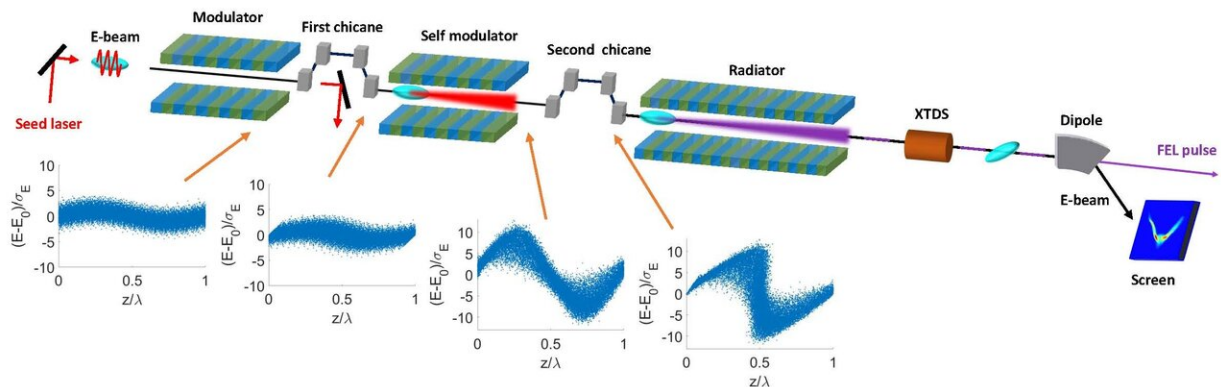 Modulator
First chicane
Self modulator
Second chicane
Radiator
E-beam
Seed laser
XTDS
Dipole
FEL pulse
E-beam
Screen
(E-E0)/σE
10
5
0
-5
-10
0
0.5
1
z/λ
(E-E0)/σE
10
5
0
-5
-10
0
0.5
1
z/λ
(E-E0)/σE
10
5
0
-5
-10
0
0.5
1
z/λ
(E-E0)/σE
10
5
0
-5
-10
0
0.5
1
z/λ